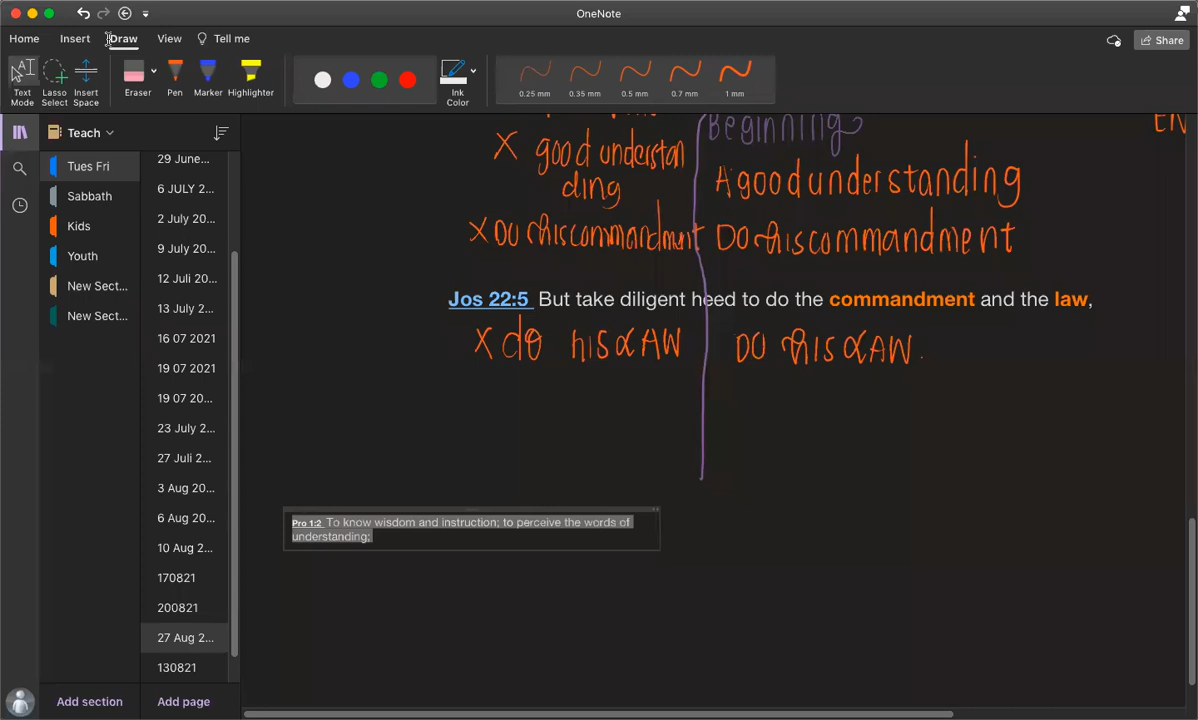 OneNote
Home Insert Draw View Tell me
Share
Text Mode
Lasso Select
Insert Space
Eraser
Pen
Marker
Highlighter
Ink Color
0.25 mm 0.35 mm 0.5 mm 0.7 mm 1 mm
Teach
Tues Fri
Sabbath
Kids
Youth
New Sect...
New Sect...
29 June...
6 JULY 2...
2 July 20...
9 July 20...
12 Juli 20...
13 July 2...
16 07 2021
19 07 2021
19 07 202...
23 July 2...
27 Juli 2...
3 Aug 20...
6 Aug 20...
10 Aug 2...
170821
200821
27 Aug 2...
130821
Add section
Add page
Beginning
EN
X good understan
ding
A good understanding
X DO his commandment
DO his commandment
Jos 22:5 But take diligent heed to do the commandment and the law,
X do his LAW
DO his LAW.
Pro 1:2 To know wisdom and instruction; to perceive the words of
understanding;